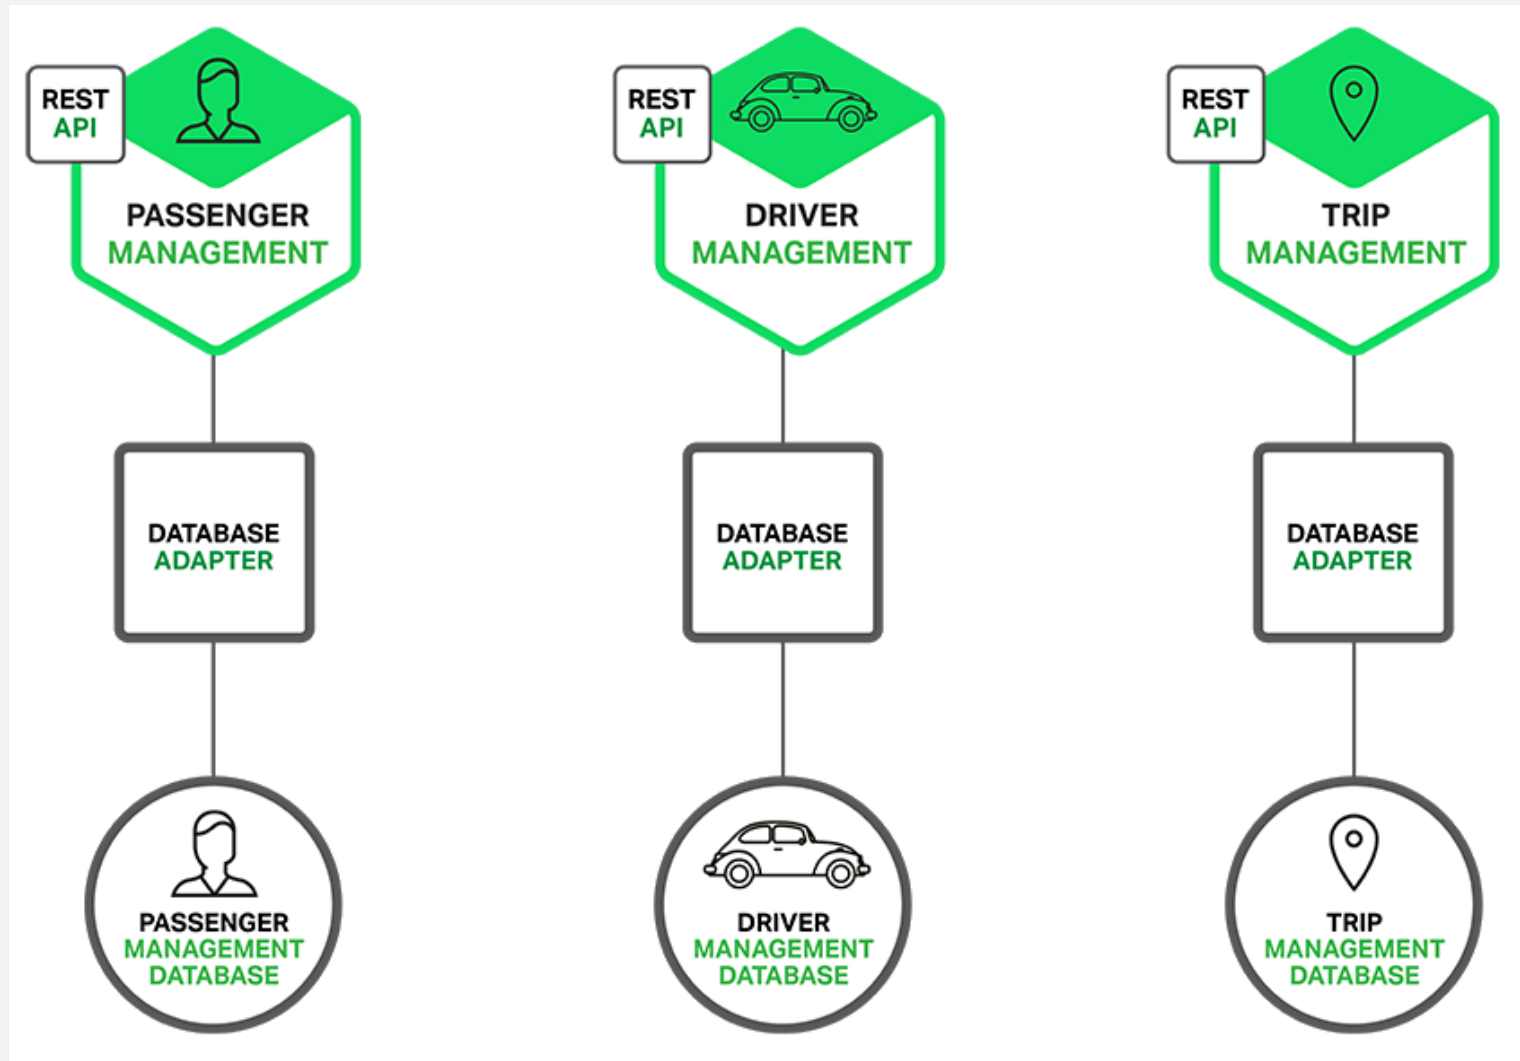 REST
API
PASSENGER
MANAGEMENT
REST
API
DRIVER
MANAGEMENT
REST
API
TRIP
MANAGEMENT
DATABASE
ADAPTER
DATABASE
ADAPTER
DATABASE
ADAPTER
PASSENGER
MANAGEMENT
DATABASE
DRIVER
MANAGEMENT
DATABASE
TRIP
MANAGEMENT
DATABASE